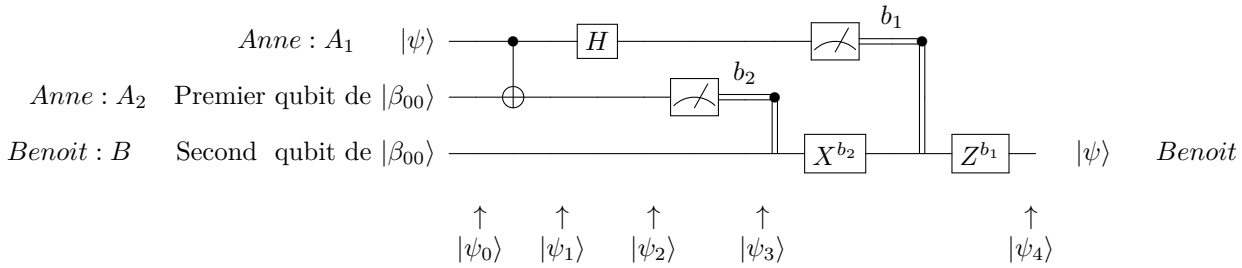 b₁
Anne : A₁ |ψ⟩ H
b₂
Anne : A₂ Premier qubit de |β₀₀⟩
Benoit : B Second qubit de |β₀₀⟩ X^{b₂} Z^{b₁} |ψ⟩ Benoit
↑ ↑ ↑ ↑ ↑
|ψ₀⟩ |ψ₁⟩ |ψ₂⟩ |ψ₃⟩ |ψ₄⟩